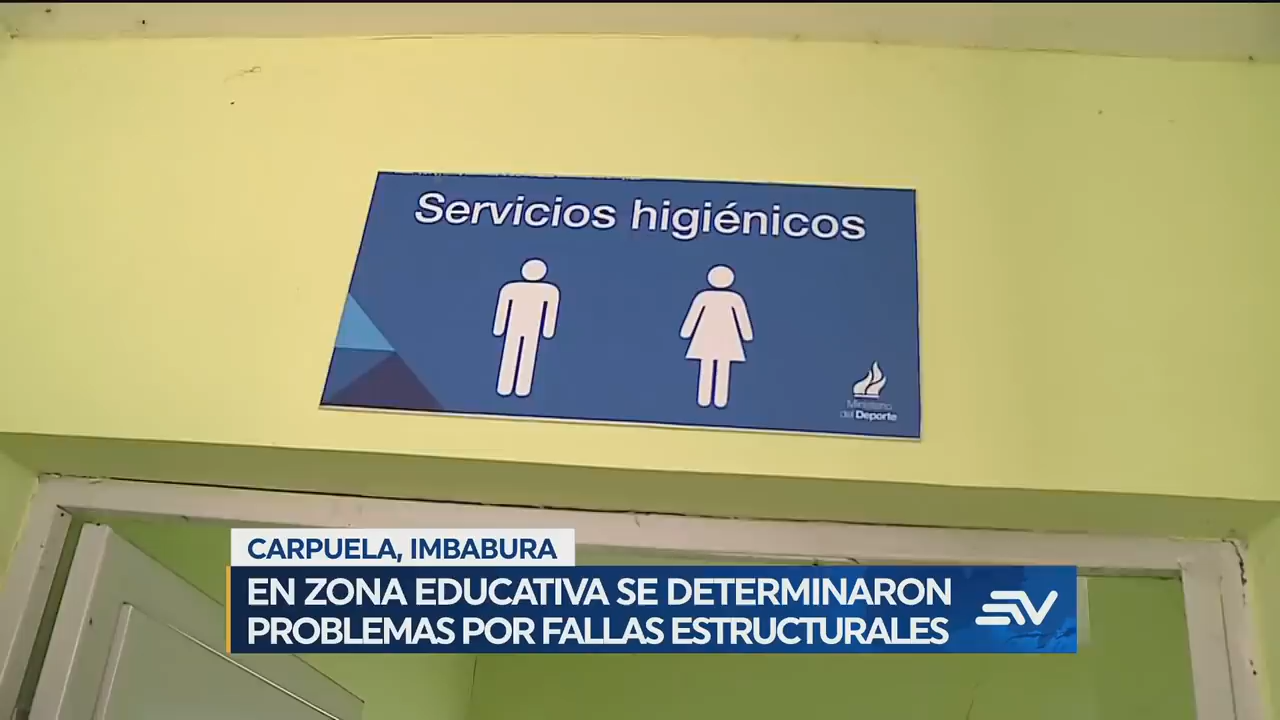 Servicios higiénicos
Ministerio
del Deporte
CARPUELA, IMBABURA
EN ZONA EDUCATIVA SE DETERMINARON
PROBLEMAS POR FALLAS ESTRUCTURALES